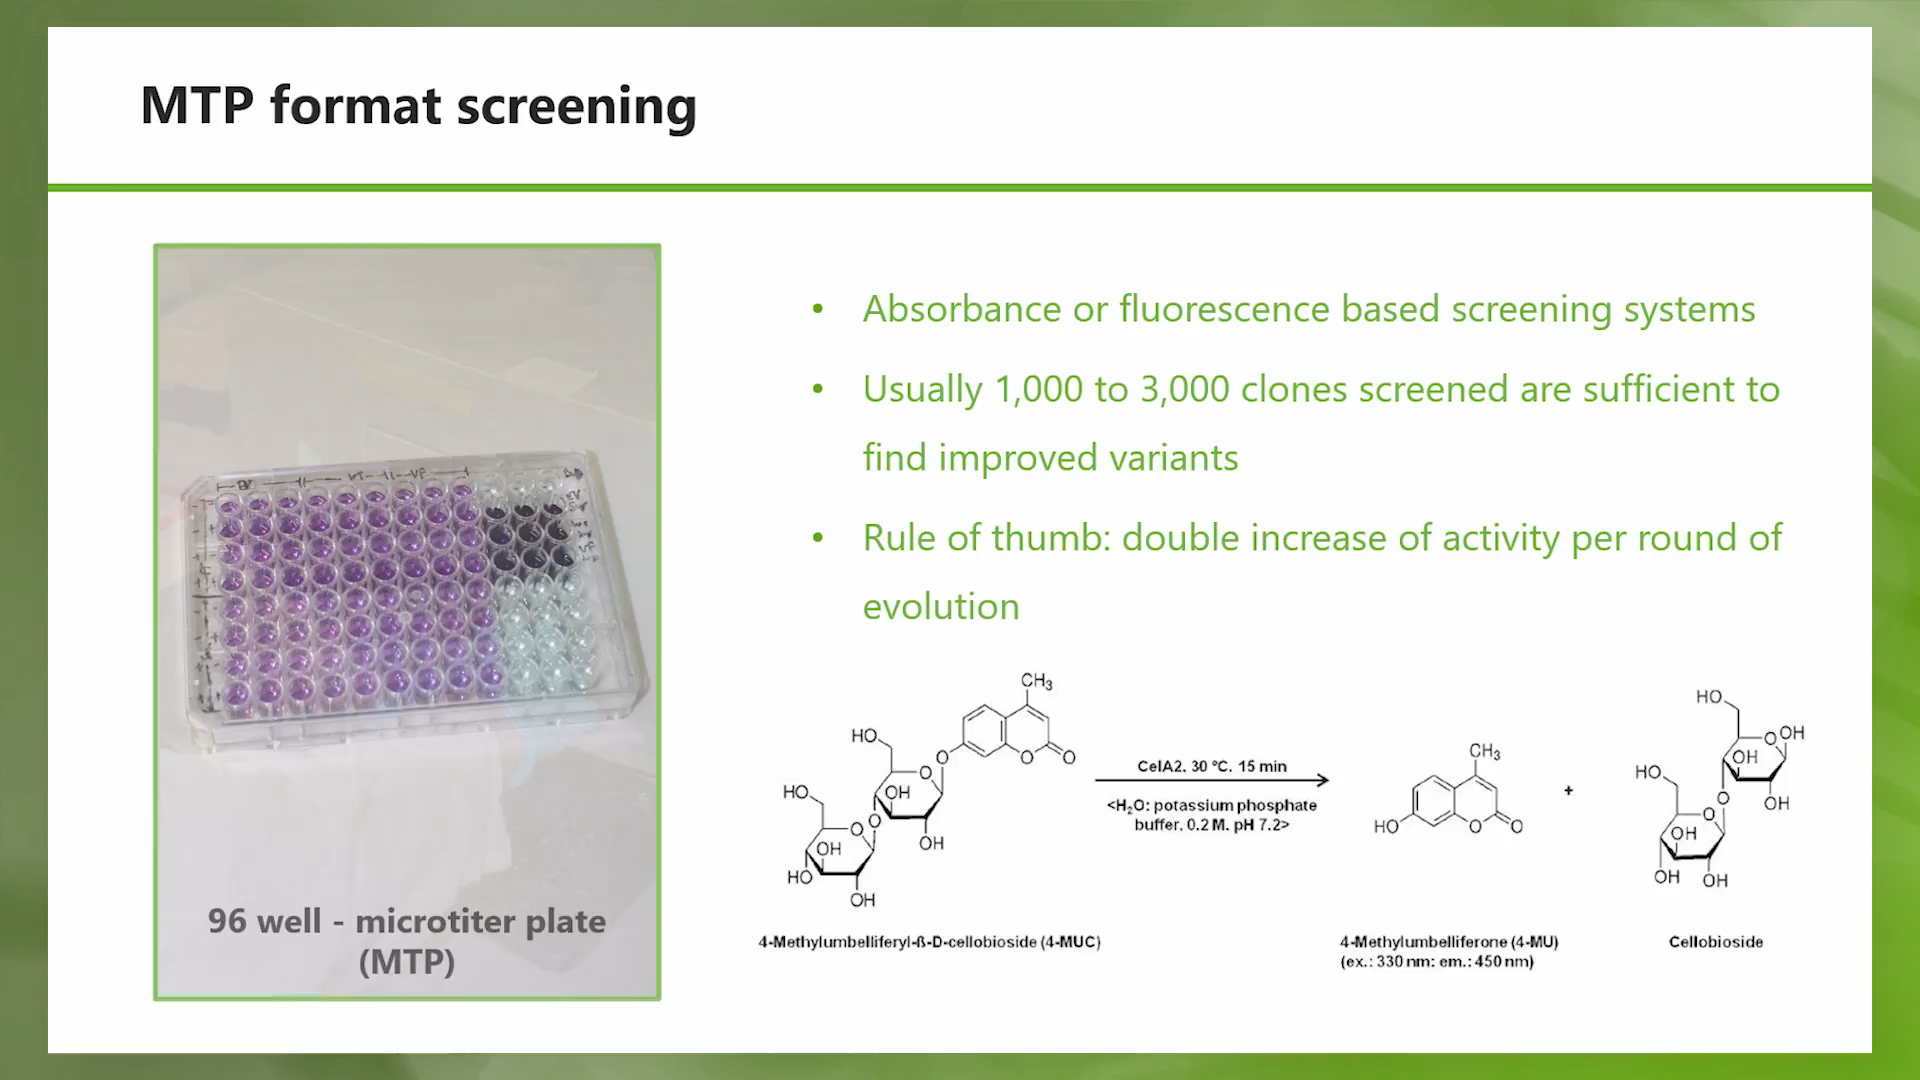 MTP format screening
• Absorbance or fluorescence based screening systems
• Usually 1,000 to 3,000 clones screened are sufficient to
find improved variants
• Rule of thumb: double increase of activity per round of
evolution
96 well - microtiter plate
(MTP)
CH₃
HO
O
O
O
O
OH
HO
O
OH
O
OH
HO
OH
CelA2. 30 °C. 15 min
<H₂O: potassium phosphate
buffer. 0.2 M. pH 7.2>
CH₃
HO
O
O
+
HO
O
OH
OH
HO
OH
O
O
OH
OH
OH
4-Methylumbelliferyl-ß-D-cellobioside (4-MUC)
4-Methylumbelliferone (4-MU)
(ex.: 330 nm: em.: 450 nm)
Cellobioside